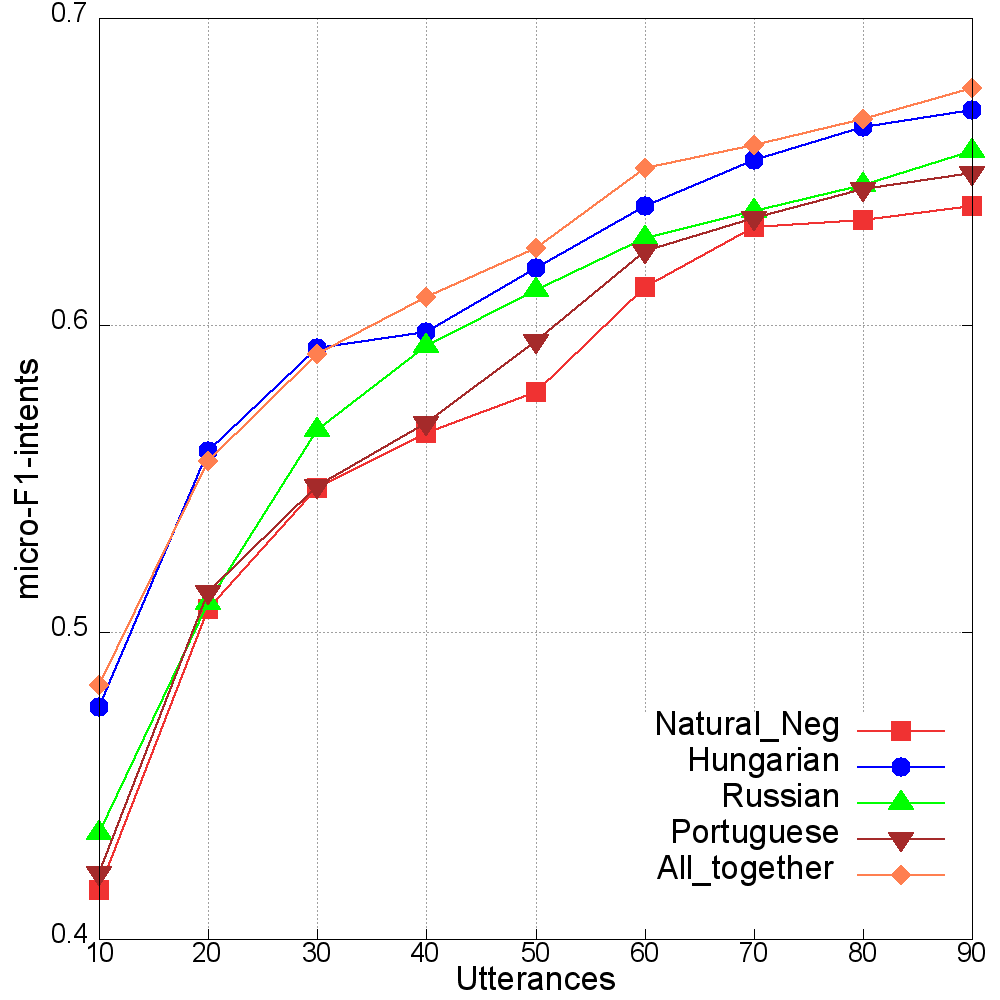 0.7
0.6
0.5
0.4
micro-F1-intents
Natural_Neg
Hungarian
Russian
Portuguese
All_together
10 20 30 40 50 60 70 80 90
Utterances